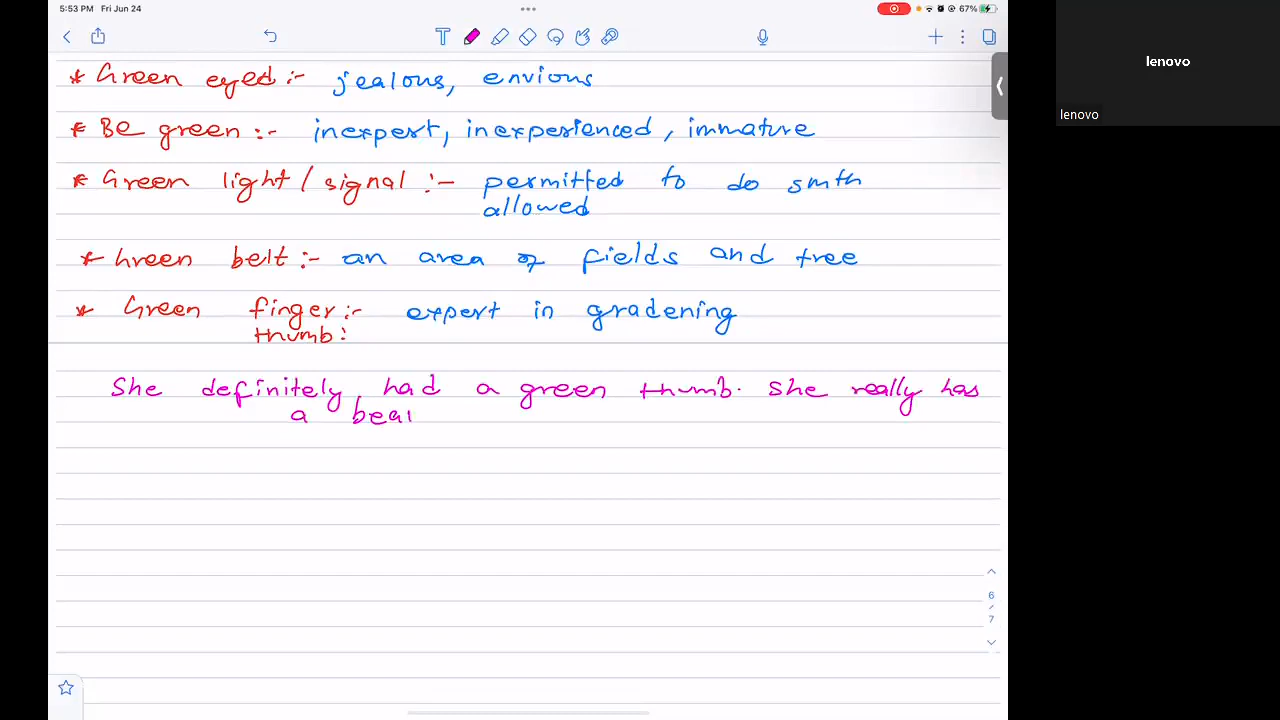 5:53 PM Fri Jun 24
67%
lenovo
lenovo
* Green eyed :- jealous, envious
* Be green :- inexpert, inexperienced, immature
* Green light / signal :- permitted to do smth
allowed
* Green belt :- an area of fields and tree
* Green finger :- expert in gradening
thumb :
She definitely had a green thumb. She really has
a beau
6
/
7